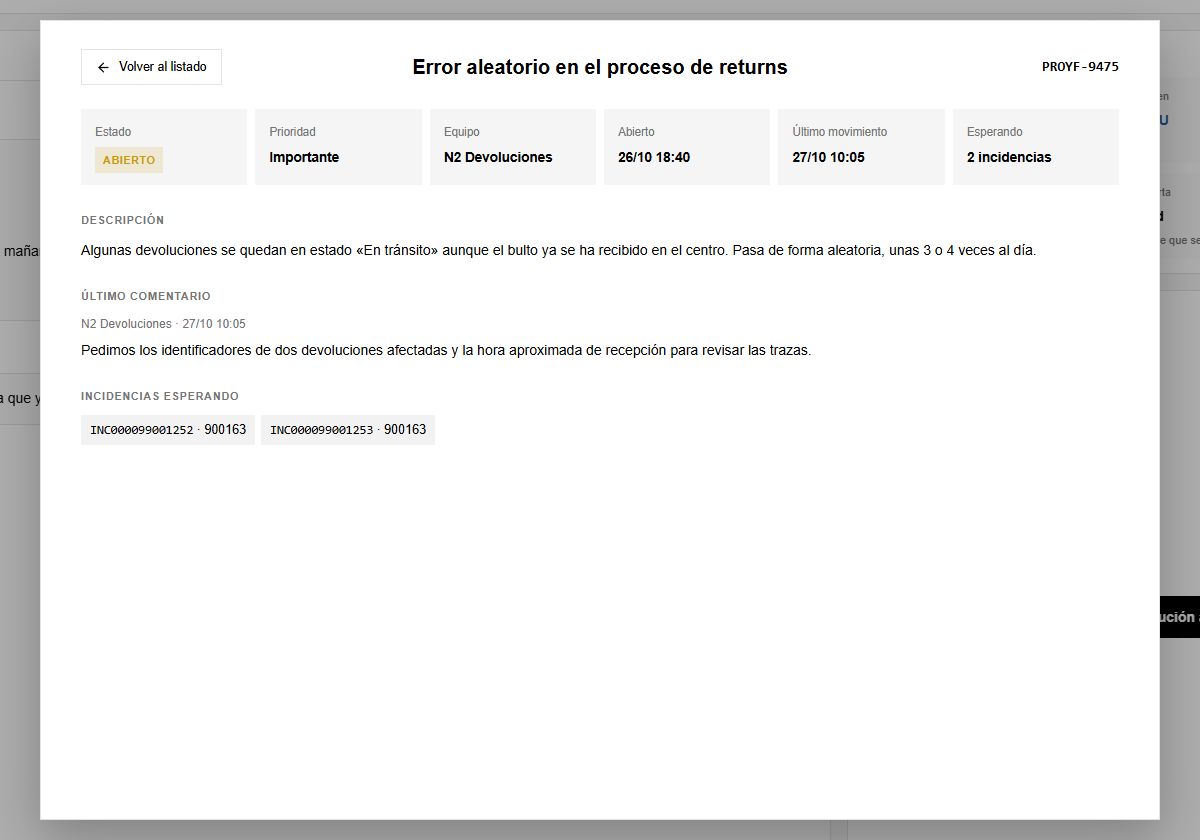 Volver al listado
Error aleatorio en el proceso de returns
PROYF-9475
Estado
ABIERTO
Prioridad
Importante
Equipo
N2 Devoluciones
Abierto
26/10 18:40
Último movimiento
27/10 10:05
Esperando
2 incidencias
DESCRIPCIÓN
Algunas devoluciones se quedan en estado «En tránsito» aunque el bulto ya se ha recibido en el centro. Pasa de forma aleatoria, unas 3 o 4 veces al día.
ÚLTIMO COMENTARIO
N2 Devoluciones · 27/10 10:05
Pedimos los identificadores de dos devoluciones afectadas y la hora aproximada de recepción para revisar las trazas.
INCIDENCIAS ESPERANDO
INC000099001252 · 900163
INC000099001253 · 900163
a que y
e que se